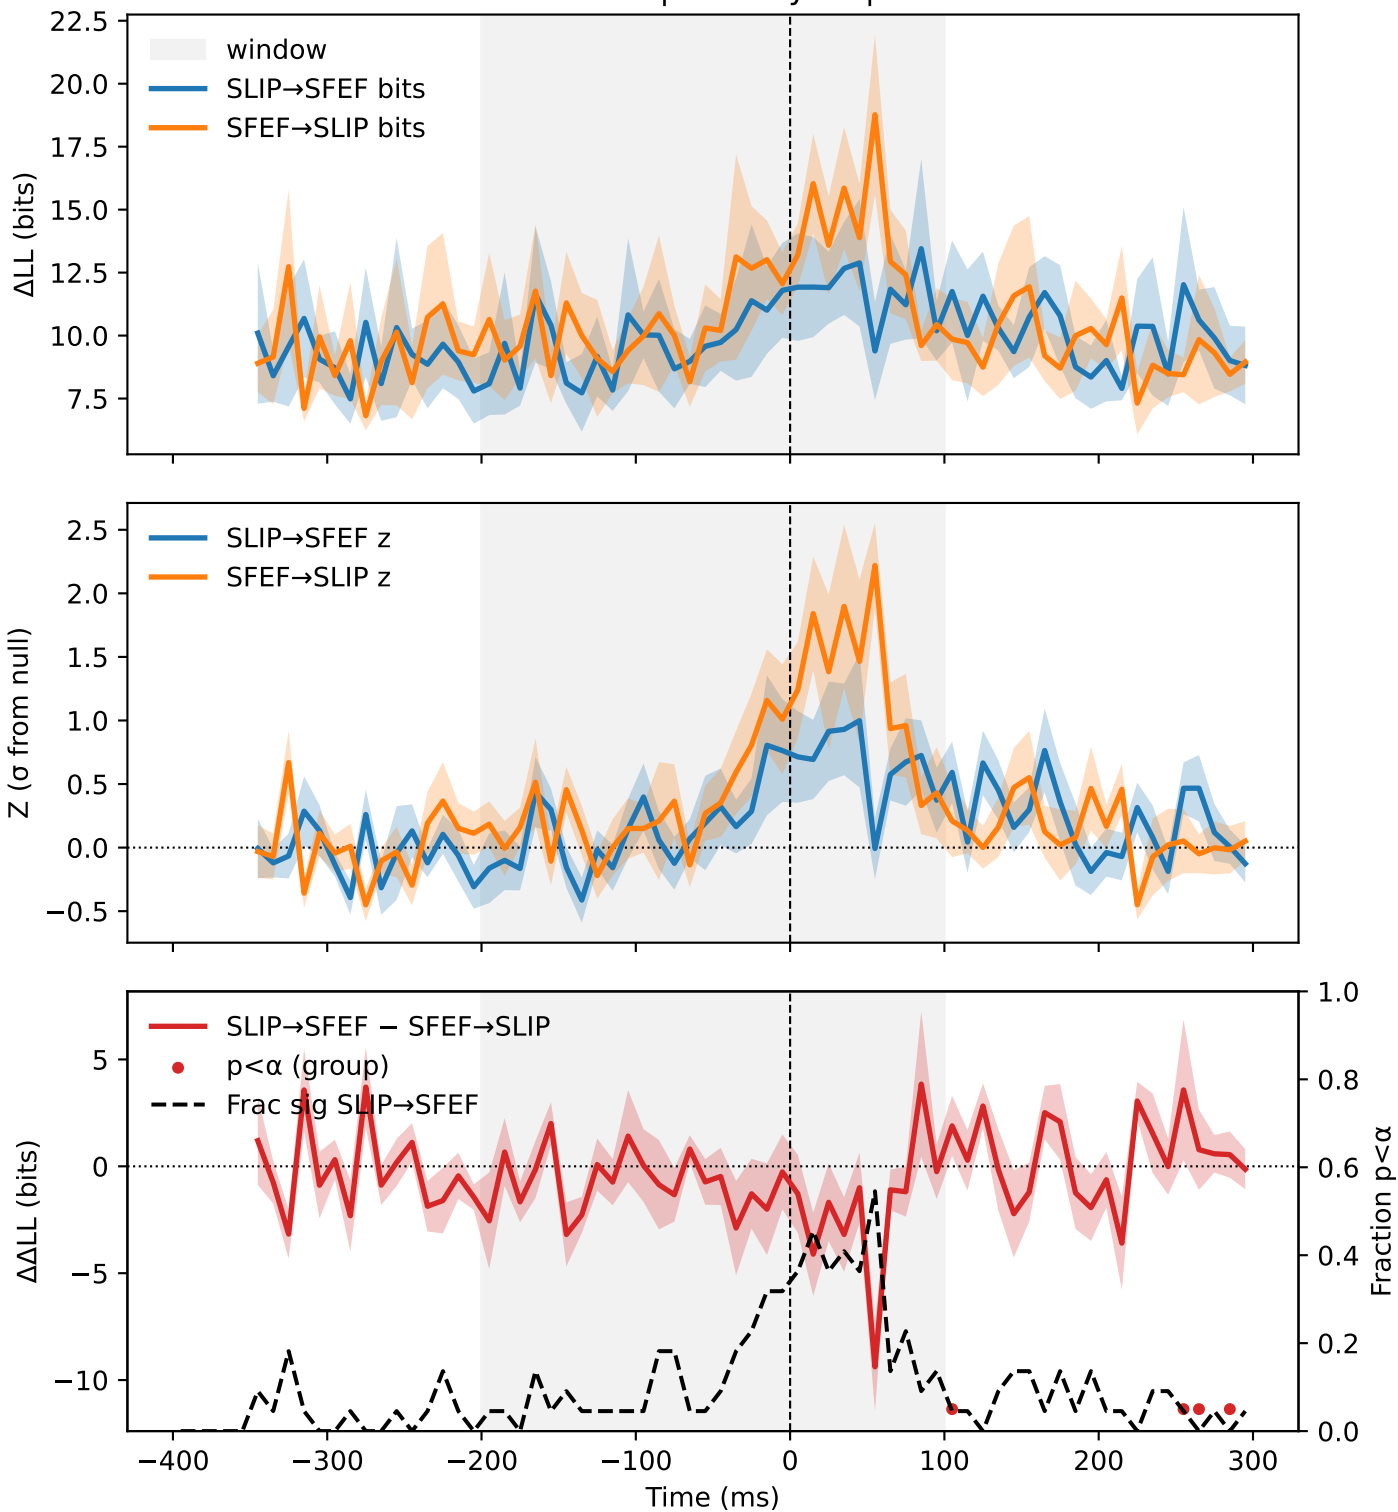 22.5
20.0
17.5
15.0
12.5
10.0
7.5
ΔLL (bits)
window
SLIP→SFEF bits
SFEF→SLIP bits
2.5
2.0
1.5
1.0
0.5
0.0
−0.5
Z (σ from null)
SLIP→SFEF z
SFEF→SLIP z
5
0
−5
−10
ΔΔLL (bits)
SLIP→SFEF − SFEF→SLIP
p<α (group)
Frac sig SLIP→SFEF
1.0
0.8
0.6
0.4
0.2
0.0
Fraction p<α
−400
−300
−200
−100
0
100
200
300
Time (ms)